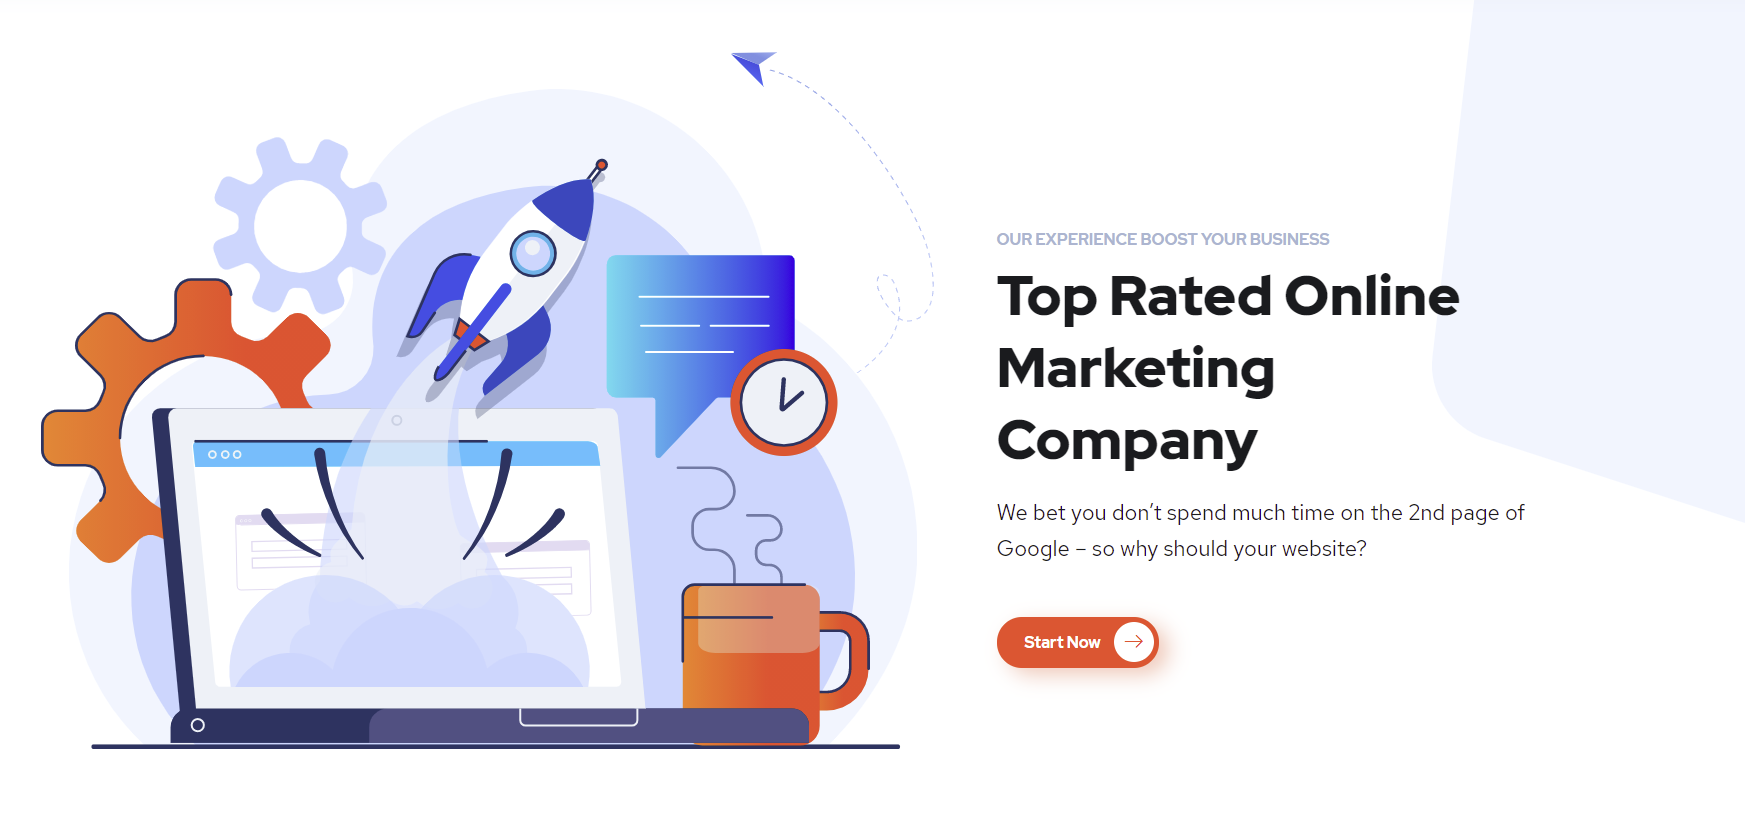 OUR EXPERIENCE BOOST YOUR BUSINESS
Top Rated Online
Marketing
Company
We bet you don’t spend much time on the 2nd page of
Google – so why should your website?
Start Now